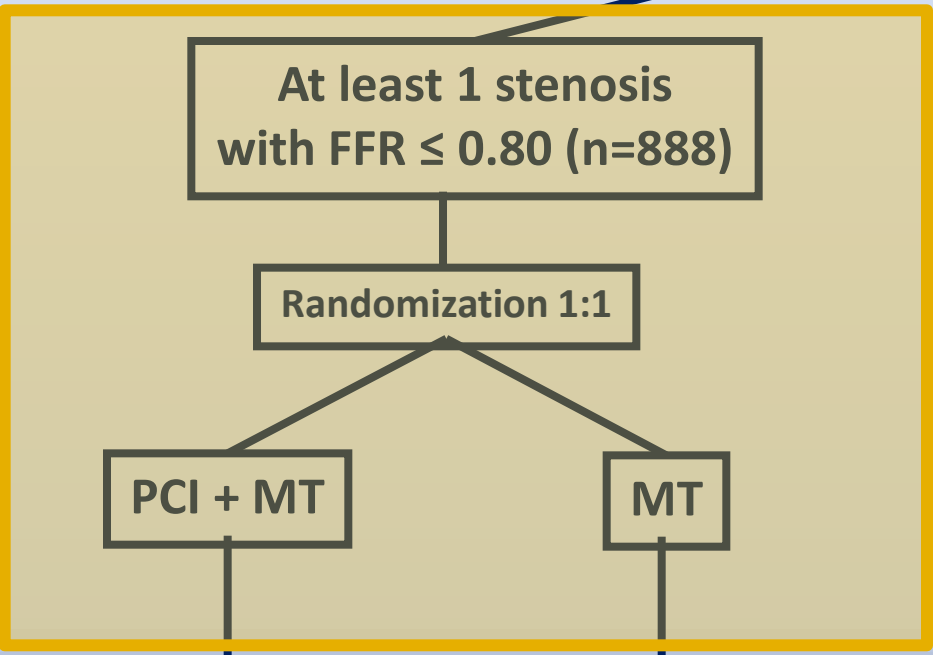 At least 1 stenosis
with FFR ≤ 0.80 (n=888)
Randomization 1:1
PCI + MT
MT